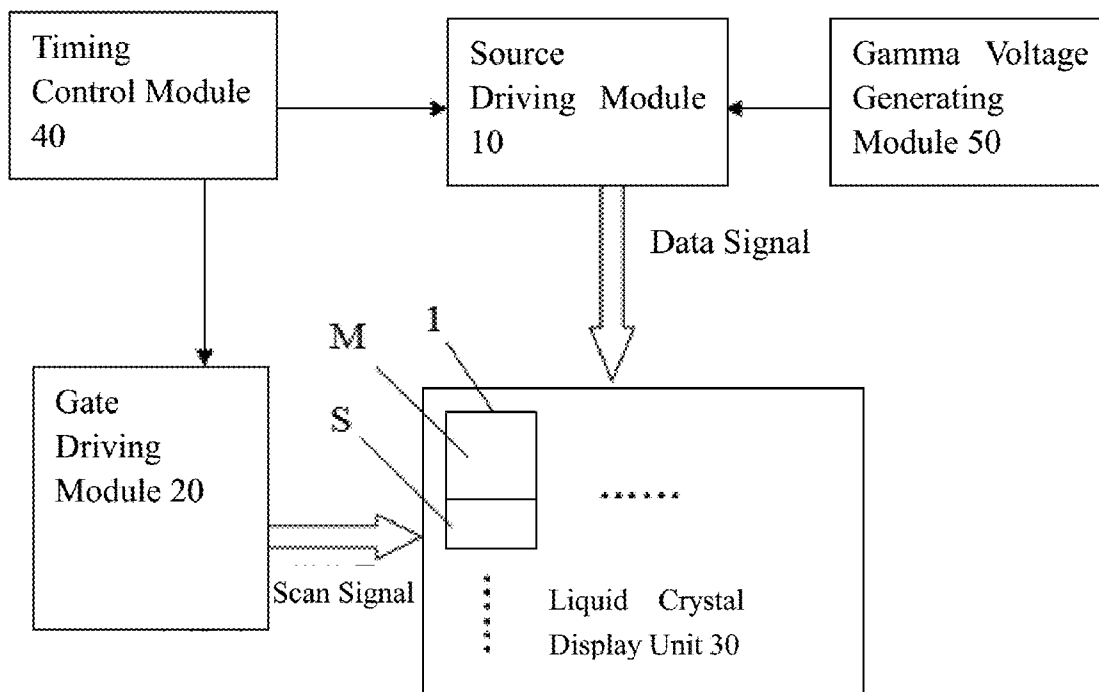 Timing
Control Module
40
Source
Driving Module
10
Gamma Voltage
Generating
Module 50
Data Signal
1
M
S
Gate
Driving
Module 20
Scan Signal
Liquid Crystal
Display Unit 30